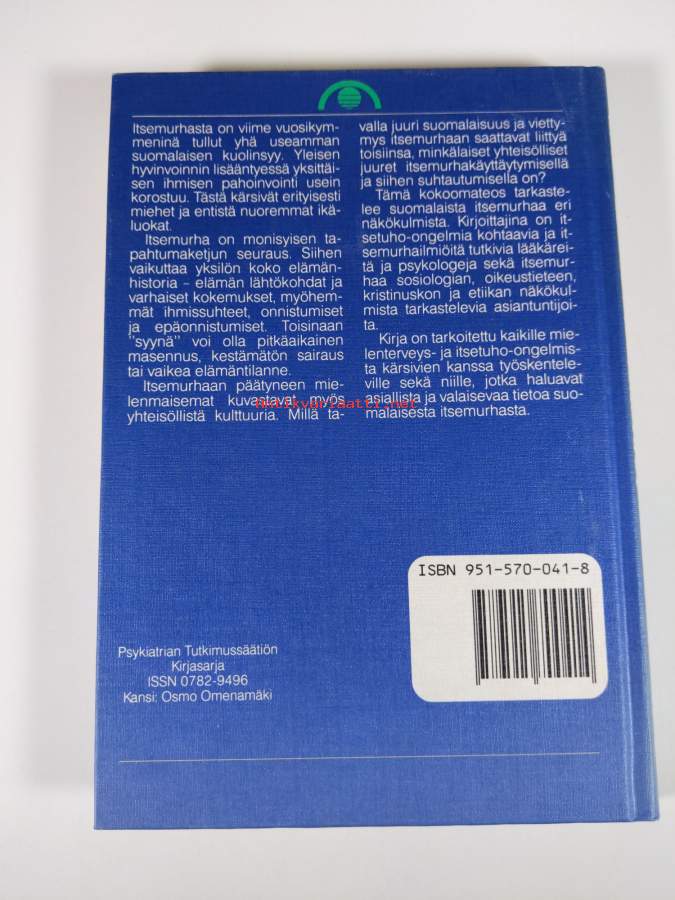 Itsemurhasta on viime vuosikym-
meninä tullut yhä useamman
suomalaisen kuolinsyy. Yleisen
hyvinvoinnin lisääntyessä yksittäi-
sen ihmisen pahoinvointi usein
korostuu. Tästä kärsivät erityisesti
miehet ja entistä nuoremmat ikä-
luokat.
Itsemurha on monisyisen ta-
pahtumaketjun seuraus. Siihen
vaikuttaa yksilön koko elämän-
historia – elämän lähtökohdat ja
varhaiset kokemukset, myöhem-
mät ihmissuhteet, onnistumiset
ja epäonnistumiset. Toisinaan
"syynä" voi olla pitkäaikainen
masennus, kestämätön sairaus
tai vaikea elämäntilanne.
Itsemurhaan päätyneen mie-
lenmaisemat kuvaavat myös
yhteisöllistä kulttuuria. Millä ta-
valla juuri suomalaisuus ja vietty-
mys itsemurhaan saattavat liittyä
toisiinsa, minkälaiset yhteisölliset
juuret itsemurhakäyttäytymisellä
ja siihen suhtautumisella on?
Tämä kokoomateos tarkaste-
lee suomalaista itsemurhaa eri
näkökulmista. Kirjoittajina on it-
setuho-ongelmia kohtaavia ja it-
semurhailmiöitä tutkivia lääkärei-
tä ja psykologeja sekä itsemur-
haa sosiologian, oikeustieteen,
kristinuskon ja etiikan näkökul-
mista tarkastelevia asiantuntijoi-
ta.
Kirja on tarkoitettu kaikille mie-
lenterveys- ja itsetuho-ongelmis-
ta kärsivien kanssa työskentele-
ville sekä niille, jotka haluavat
asiallista ja valaisevaa tietoa suo-
malaisesta itsemurhasta.
antikvariaatti.net
ISBN 951-570-041-8
Psykiatrian Tutkimussäätiön
Kirjasarja
ISSN 0782-9496
Kansi: Osmo Omenamäki